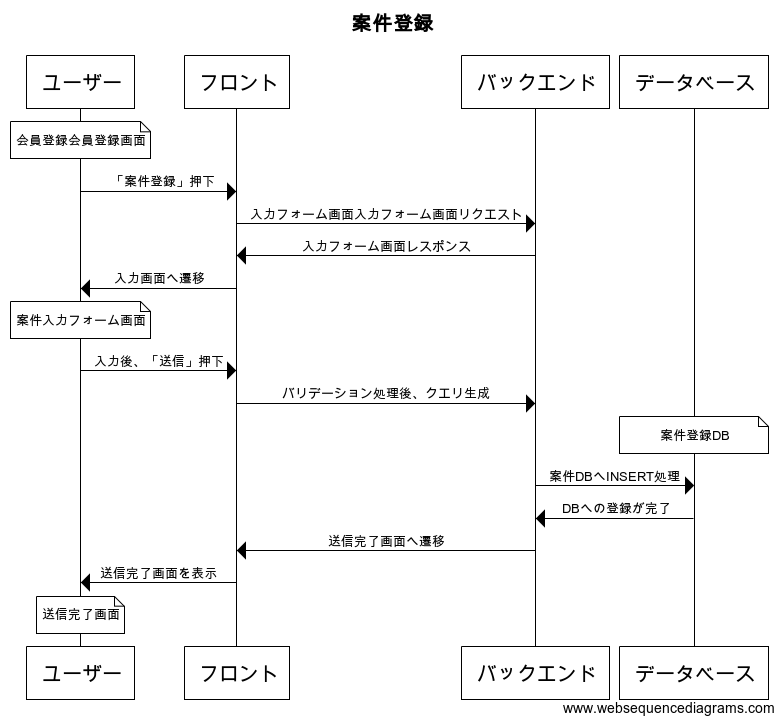 案件登録
ユーザー
フロント
バックエンド
データベース
会員登録会員登録画面
「案件登録」押下
入力フォーム画面入力フォーム画面リクエスト
入力フォーム画面レスポンス
入力画面へ遷移
案件入力フォーム画面
入力後、「送信」押下
バリデーション処理後、クエリ生成
案件登録DB
案件DBへINSERT処理
DBへの登録が完了
送信完了画面へ遷移
送信完了画面を表示
送信完了画面
ユーザー
フロント
バックエンド
データベース
www.websequencediagrams.com